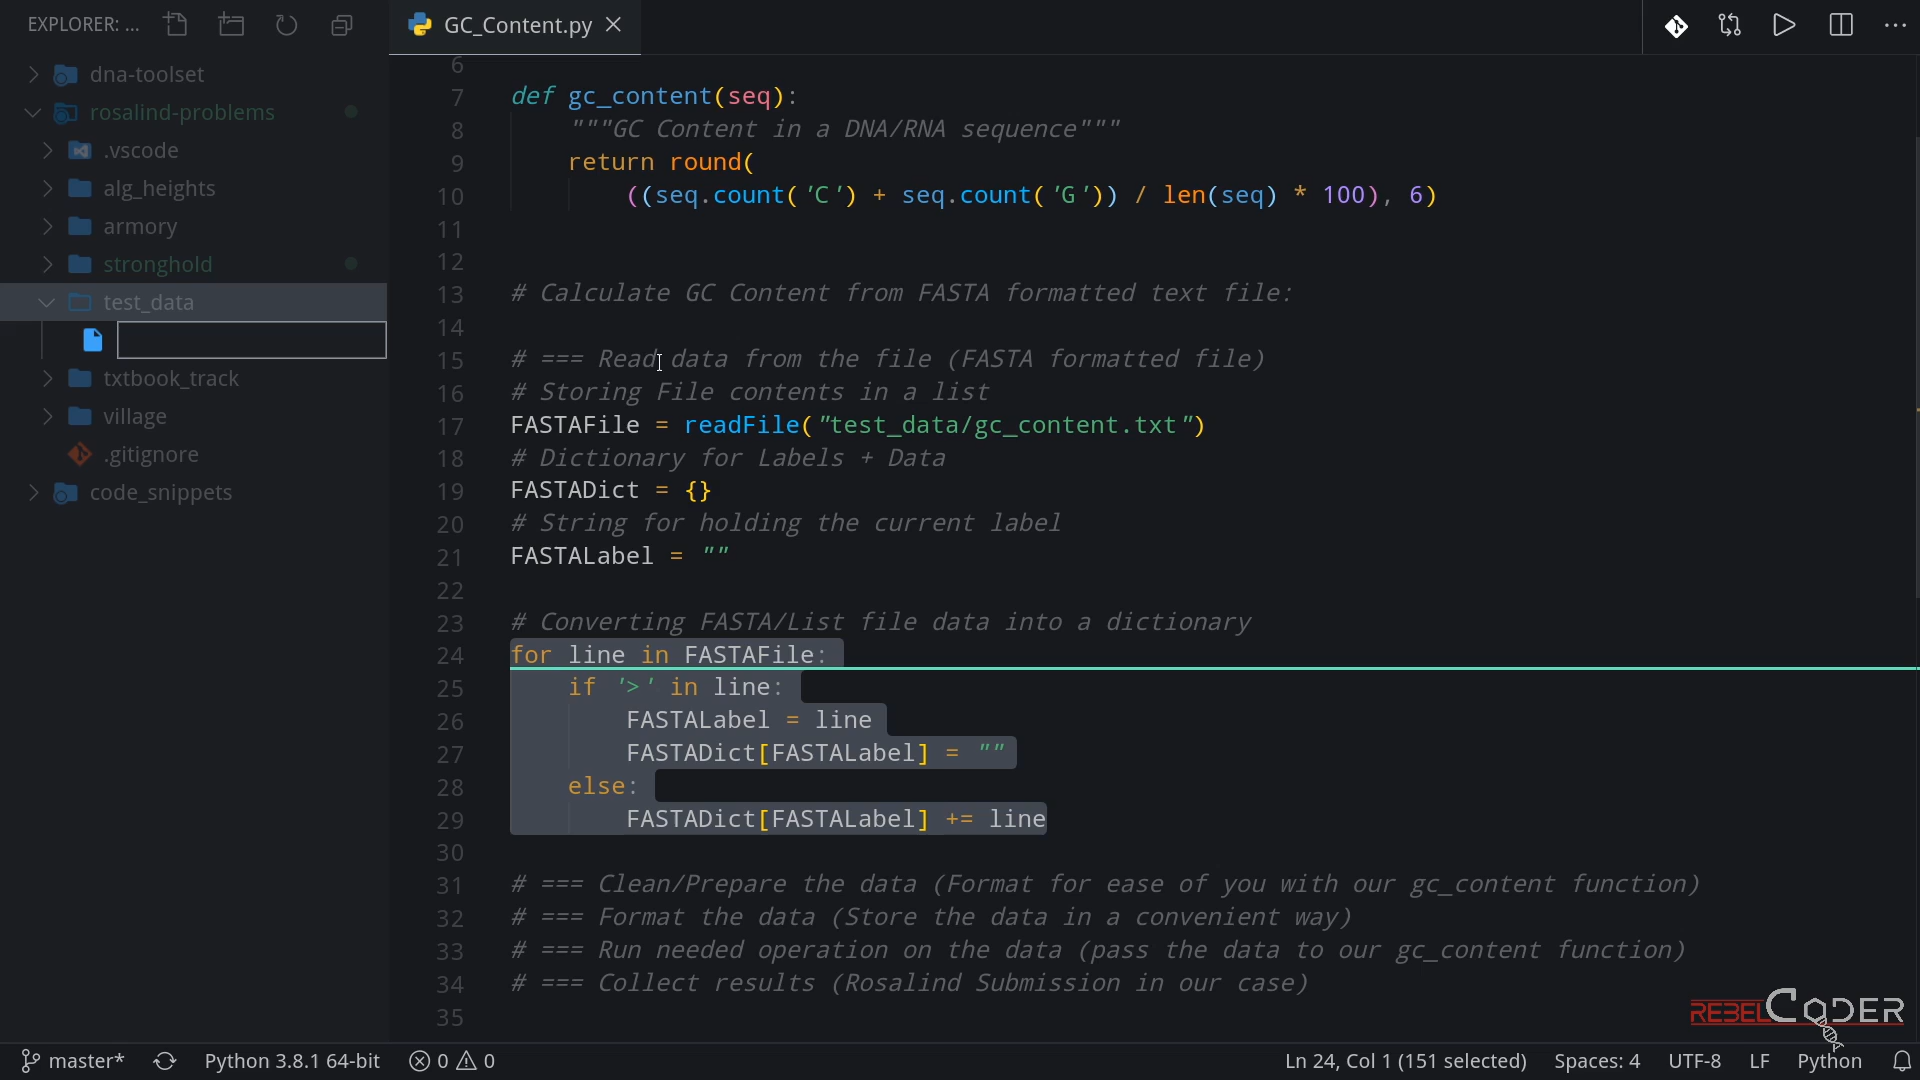 EXPLORER: ...
GC_Content.py
dna-toolset
rosalind-problems
.vscode
alg_heights
armory
stronghold
test_data
txtbook_track
village
.gitignore
code_snippets
6
7 def gc_content(seq):
8 """GC Content in a DNA/RNA sequence"""
9 return round(
10 ((seq.count('C') + seq.count('G')) / len(seq) * 100), 6)
11
12
13 # Calculate GC Content from FASTA formatted text file:
14
15 # === Read data from the file (FASTA formatted file)
16 # Storing File contents in a list
17 FASTAFile = readFile("test_data/gc_content.txt")
18 # Dictionary for Labels + Data
19 FASTADict = {}
20 # String for holding the current label
21 FASTALabel = ""
22
23 # Converting FASTA/List file data into a dictionary
24 for line in FASTAFile:
25 if '>' in line:
26 FASTALabel = line
27 FASTADict[FASTALabel] = ""
28 else:
29 FASTADict[FASTALabel] += line
30
31 # === Clean/Prepare the data (Format for ease of you with our gc_content function)
32 # === Format the data (Store the data in a convenient way)
33 # === Run needed operation on the data (pass the data to our gc_content function)
34 # === Collect results (Rosalind Submission in our case)
35
REBELCODER
master* Python 3.8.1 64-bit 0 0 Ln 24, Col 1 (151 selected) Spaces: 4 UTF-8 LF Python